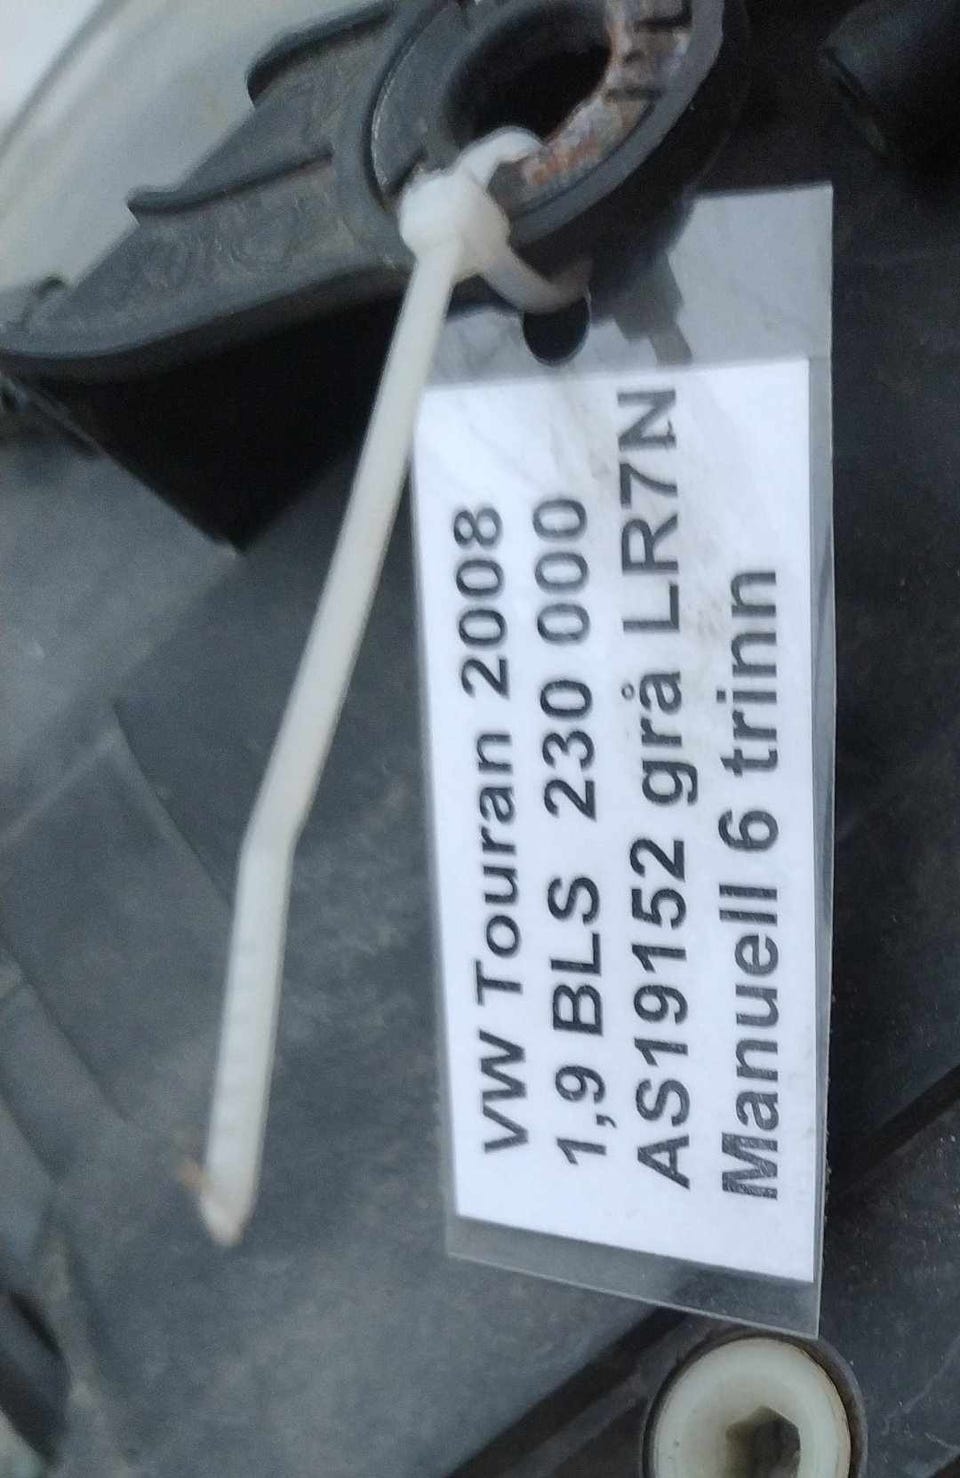 VW Touran 2008
1,9 BLS 230 000
AS19152 grå LR7N
Manuell 6 trinn